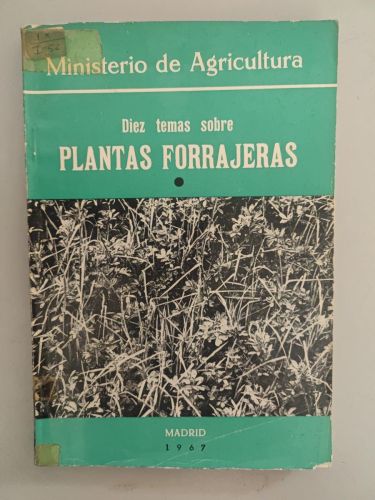 Ministerio de Agricultura
Diez temas sobre
PLANTAS FORRAJERAS
MADRID
1967